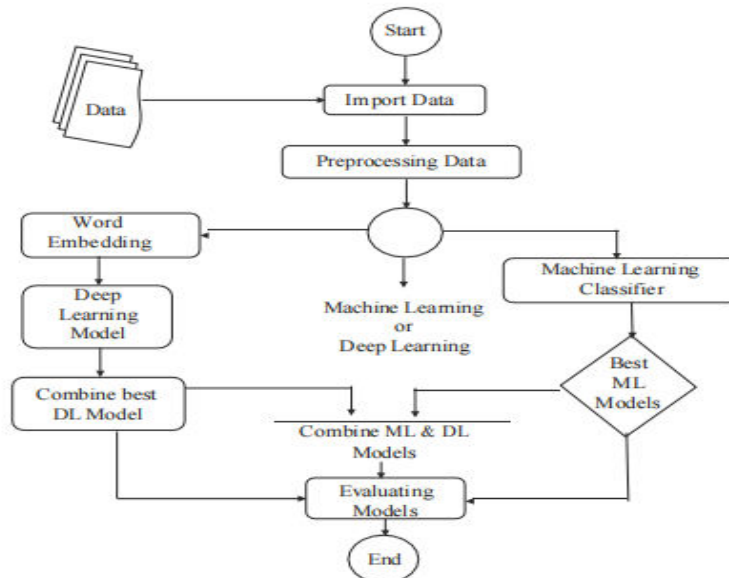 Start
Data
Import Data
Preprocessing Data
Word
Embedding
Machine Learning
Classifier
Deep
Learning
Model
Machine Learning
or
Deep Learning
Best
ML
Models
Combine best
DL Model
Combine ML & DL
Models
Evaluating
Models
End